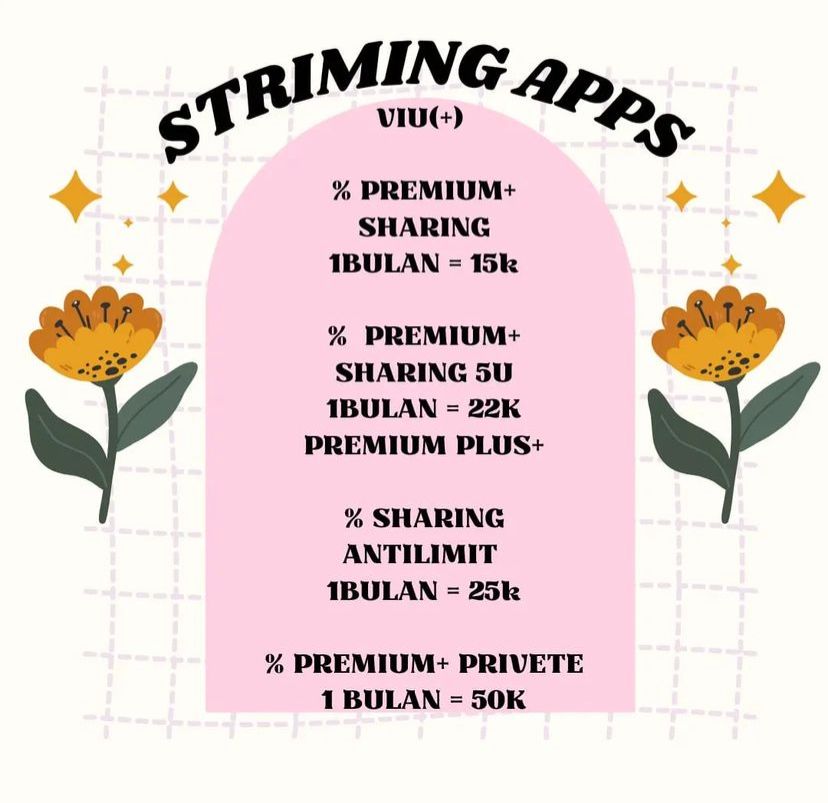 STRIMING APPS
VIU(+)
% PREMIUM+
SHARING
1BULAN = 15k
% PREMIUM+
SHARING 5U
1BULAN = 22K
PREMIUM PLUS+
% SHARING
ANTILIMIT
1BULAN = 25k
% PREMIUM+ PRIVETE
1 BULAN = 50K